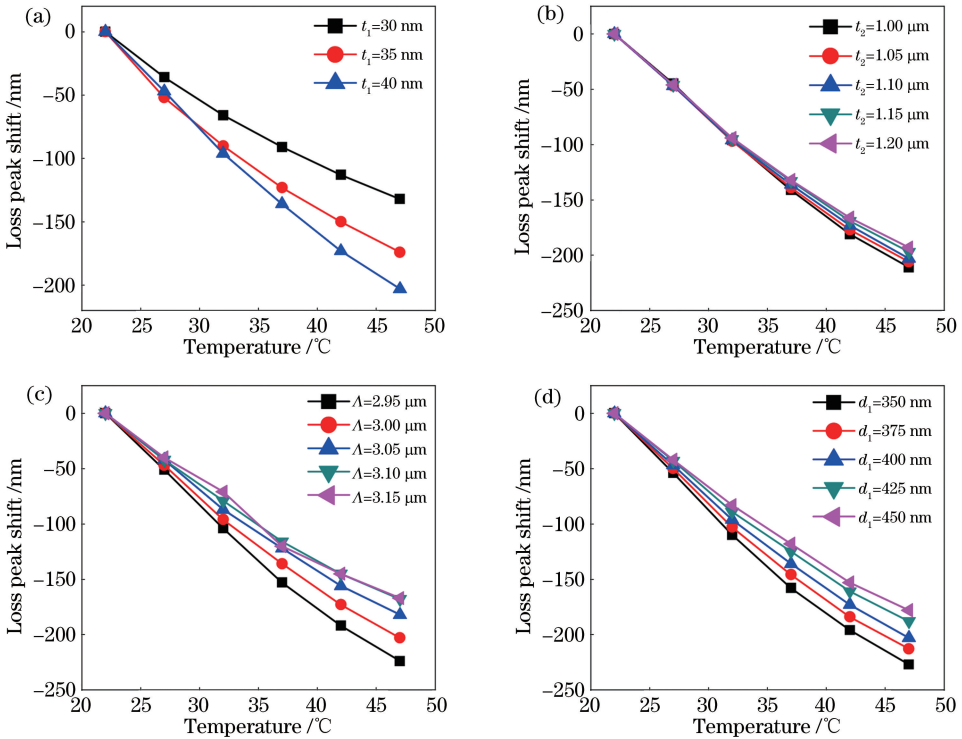 (a)
t₁=30 nm
t₁=35 nm
t₁=40 nm
0
−50
−100
−150
−200
Loss peak shift /nm
20 25 30 35 40 45 50
Temperature /℃
(b)
t₂=1.00 μm
t₂=1.05 μm
t₂=1.10 μm
t₂=1.15 μm
t₂=1.20 μm
0
−50
−100
−150
−200
−250
Loss peak shift /nm
20 25 30 35 40 45 50
Temperature /℃
(c)
Λ=2.95 μm
Λ=3.00 μm
Λ=3.05 μm
Λ=3.10 μm
Λ=3.15 μm
0
−50
−100
−150
−200
−250
Loss peak shift /nm
20 25 30 35 40 45 50
Temperature /℃
(d)
d₁=350 nm
d₁=375 nm
d₁=400 nm
d₁=425 nm
d₁=450 nm
0
−50
−100
−150
−200
−250
Loss peak shift /nm
20 25 30 35 40 45 50
Temperature /℃